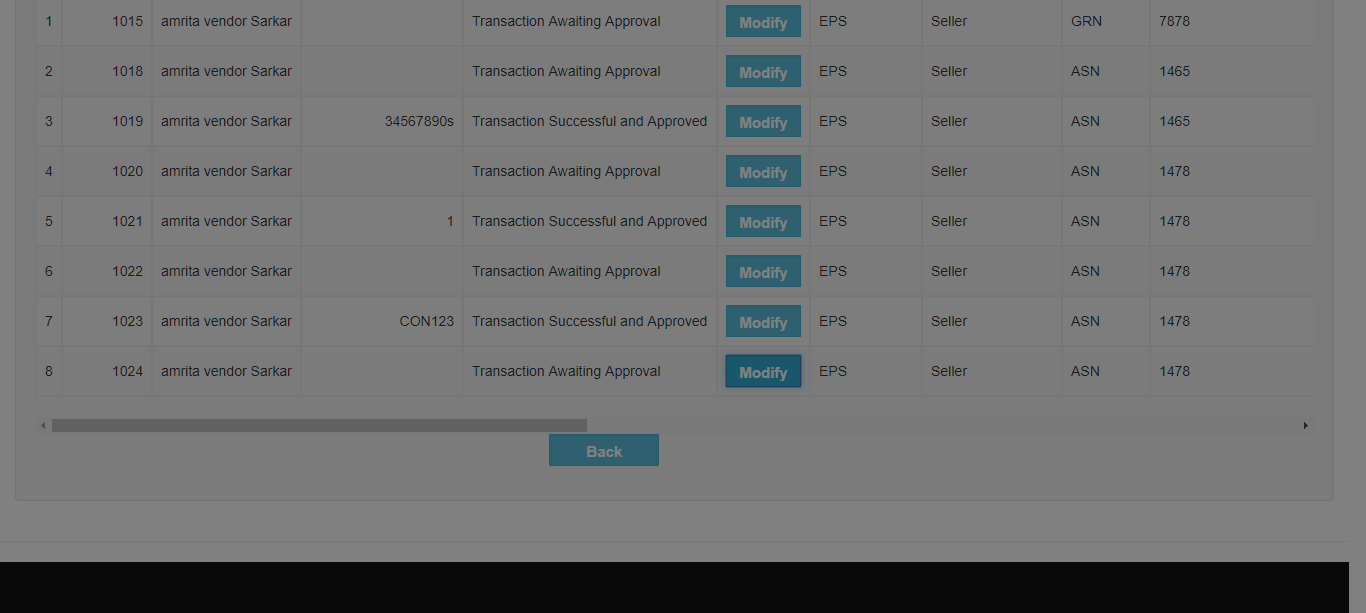 1 1015 amrita vendor Sarkar Transaction Awaiting Approval Modify EPS Seller GRN 7878
2 1018 amrita vendor Sarkar Transaction Awaiting Approval Modify EPS Seller ASN 1465
3 1019 amrita vendor Sarkar 34567890s Transaction Successful and Approved Modify EPS Seller ASN 1465
4 1020 amrita vendor Sarkar Transaction Awaiting Approval Modify EPS Seller ASN 1478
5 1021 amrita vendor Sarkar 1 Transaction Successful and Approved Modify EPS Seller ASN 1478
6 1022 amrita vendor Sarkar Transaction Awaiting Approval Modify EPS Seller ASN 1478
7 1023 amrita vendor Sarkar CON123 Transaction Successful and Approved Modify EPS Seller ASN 1478
8 1024 amrita vendor Sarkar Transaction Awaiting Approval Modify EPS Seller ASN 1478
Back